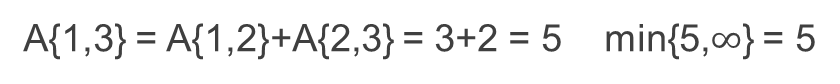 A{1,3} = A{1,2}+A{2,3} = 3+2 = 5 min{5,∞} = 5